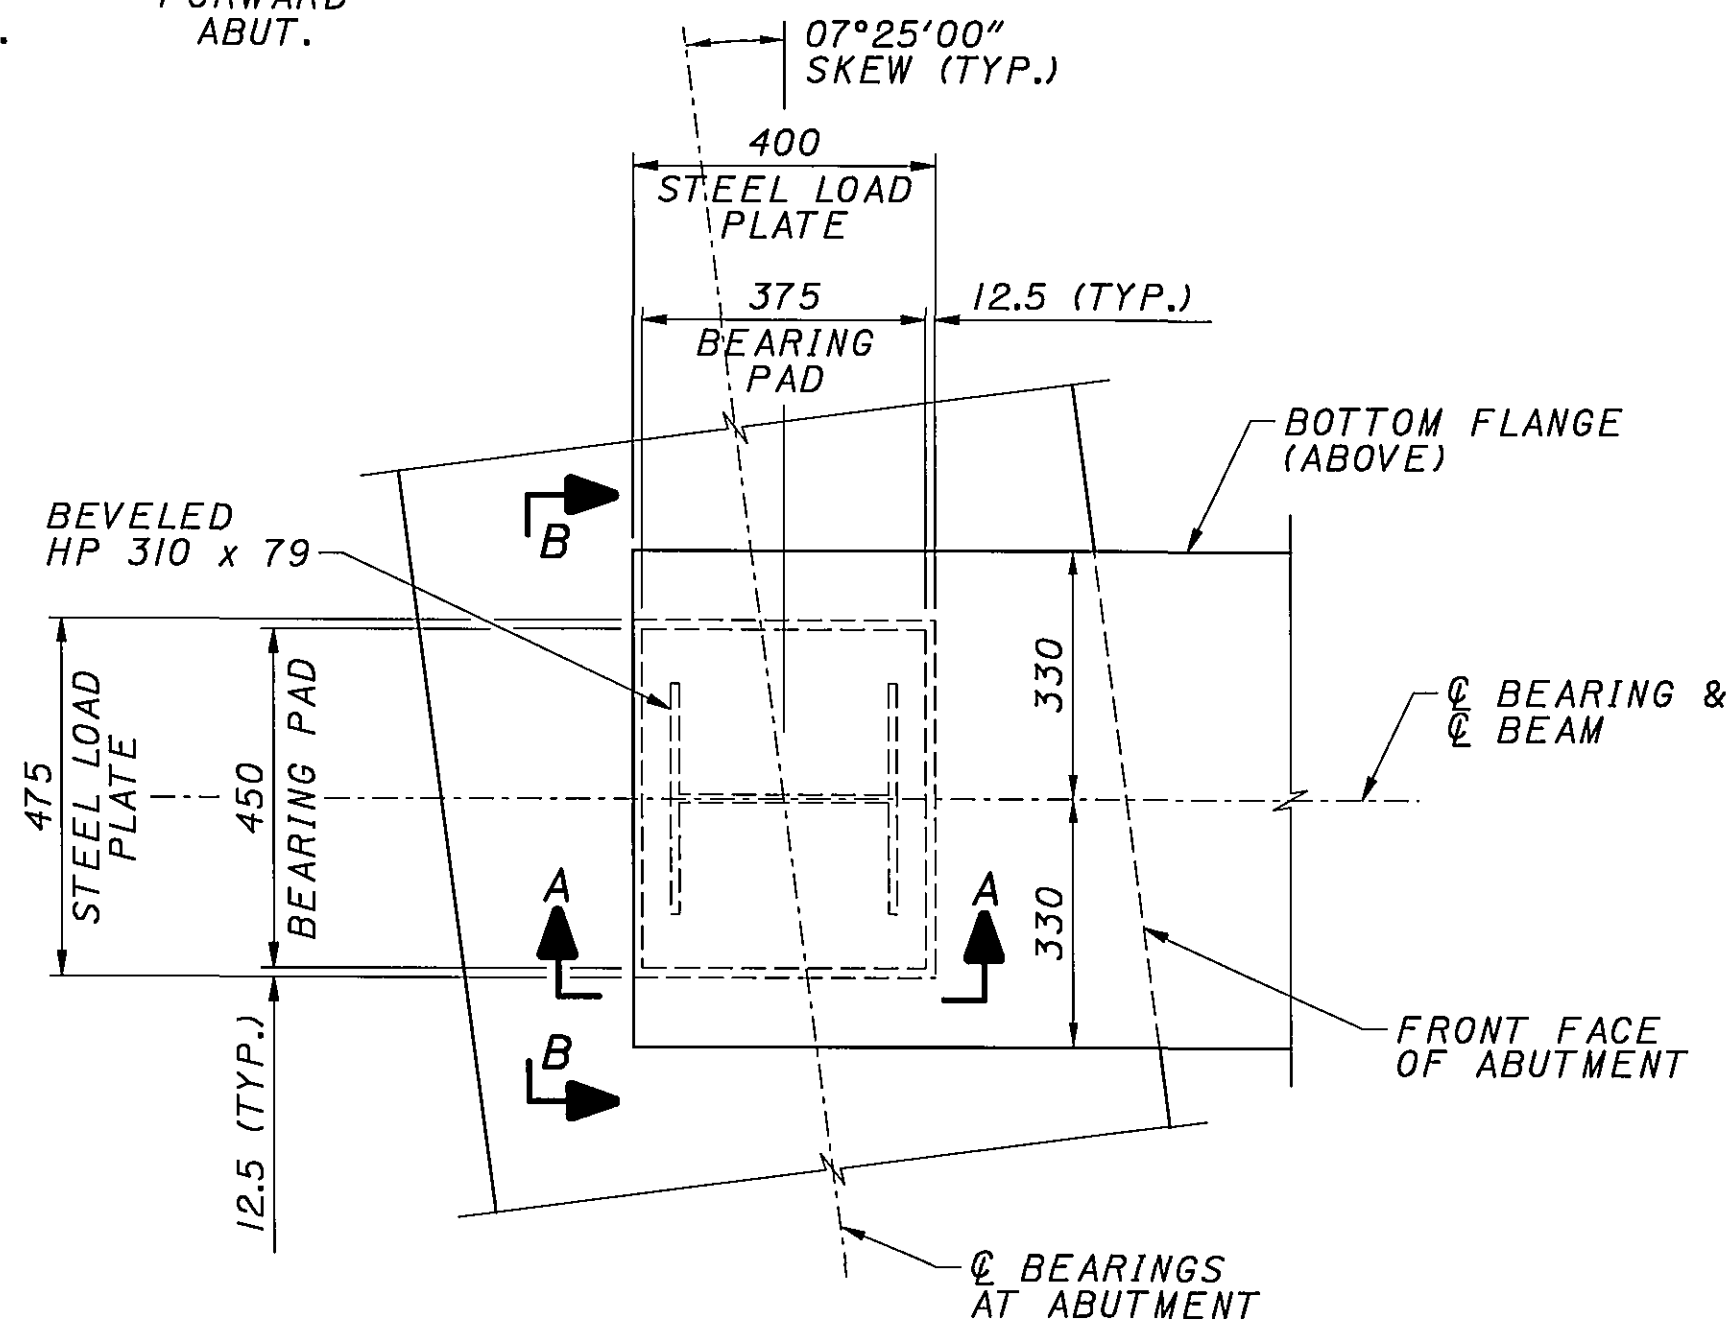 FORWARD
ABUT.
.
07°25'00"
SKEW (TYP.)
400
STEEL LOAD
PLATE
375
12.5 (TYP.)
BEARING
PAD
BOTTOM FLANGE
(ABOVE)
BEVELED
HP 310 x 79
B
330
℄ BEARING &
℄ BEAM
475
STEEL LOAD
PLATE
450
BEARING PAD
A
A
330
FRONT FACE
OF ABUTMENT
B
12.5 (TYP.)
℄ BEARINGS
AT ABUTMENT